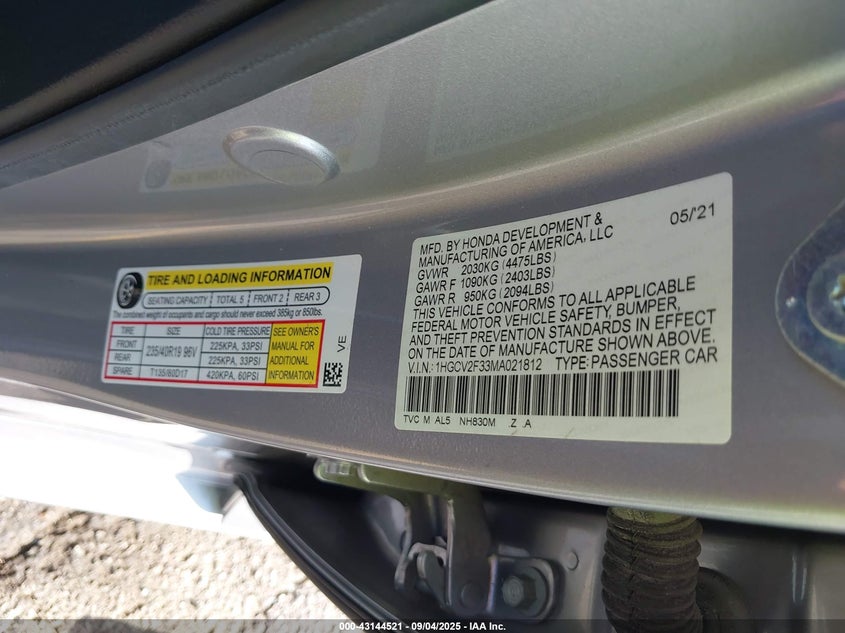 TIRE AND LOADING INFORMATION
SEATING CAPACITY TOTAL 5 FRONT 2 REAR 3
The combined weight of occupants and cargo should never exceed 385kg or 850lbs.
TIRE SIZE COLD TIRE PRESSURE SEE OWNER'S MANUAL FOR ADDITIONAL INFORMATION
FRONT 235/40R19 96V 225KPA, 33PSI
REAR 225KPA, 33PSI
SPARE T135/80D17 420KPA, 60PSI
VE
05/'21
MFD. BY HONDA DEVELOPMENT &
MANUFACTURING OF AMERICA, LLC
GVWR 2030KG (4475LBS)
GAWR F 1090KG (2403LBS)
GAWR R 950KG (2094LBS)
THIS VEHICLE CONFORMS TO ALL APPLICABLE
FEDERAL MOTOR VEHICLE SAFETY, BUMPER,
AND THEFT PREVENTION STANDARDS IN EFFECT
ON THE DATE OF MANUFACTURE SHOWN ABOVE.
V.I.N.: 1HGCV2F33MA021812 TYPE: PASSENGER CAR
TVC M AL5 NH830M Z A
000-43144521 - 09/04/2025 - IAA Inc.